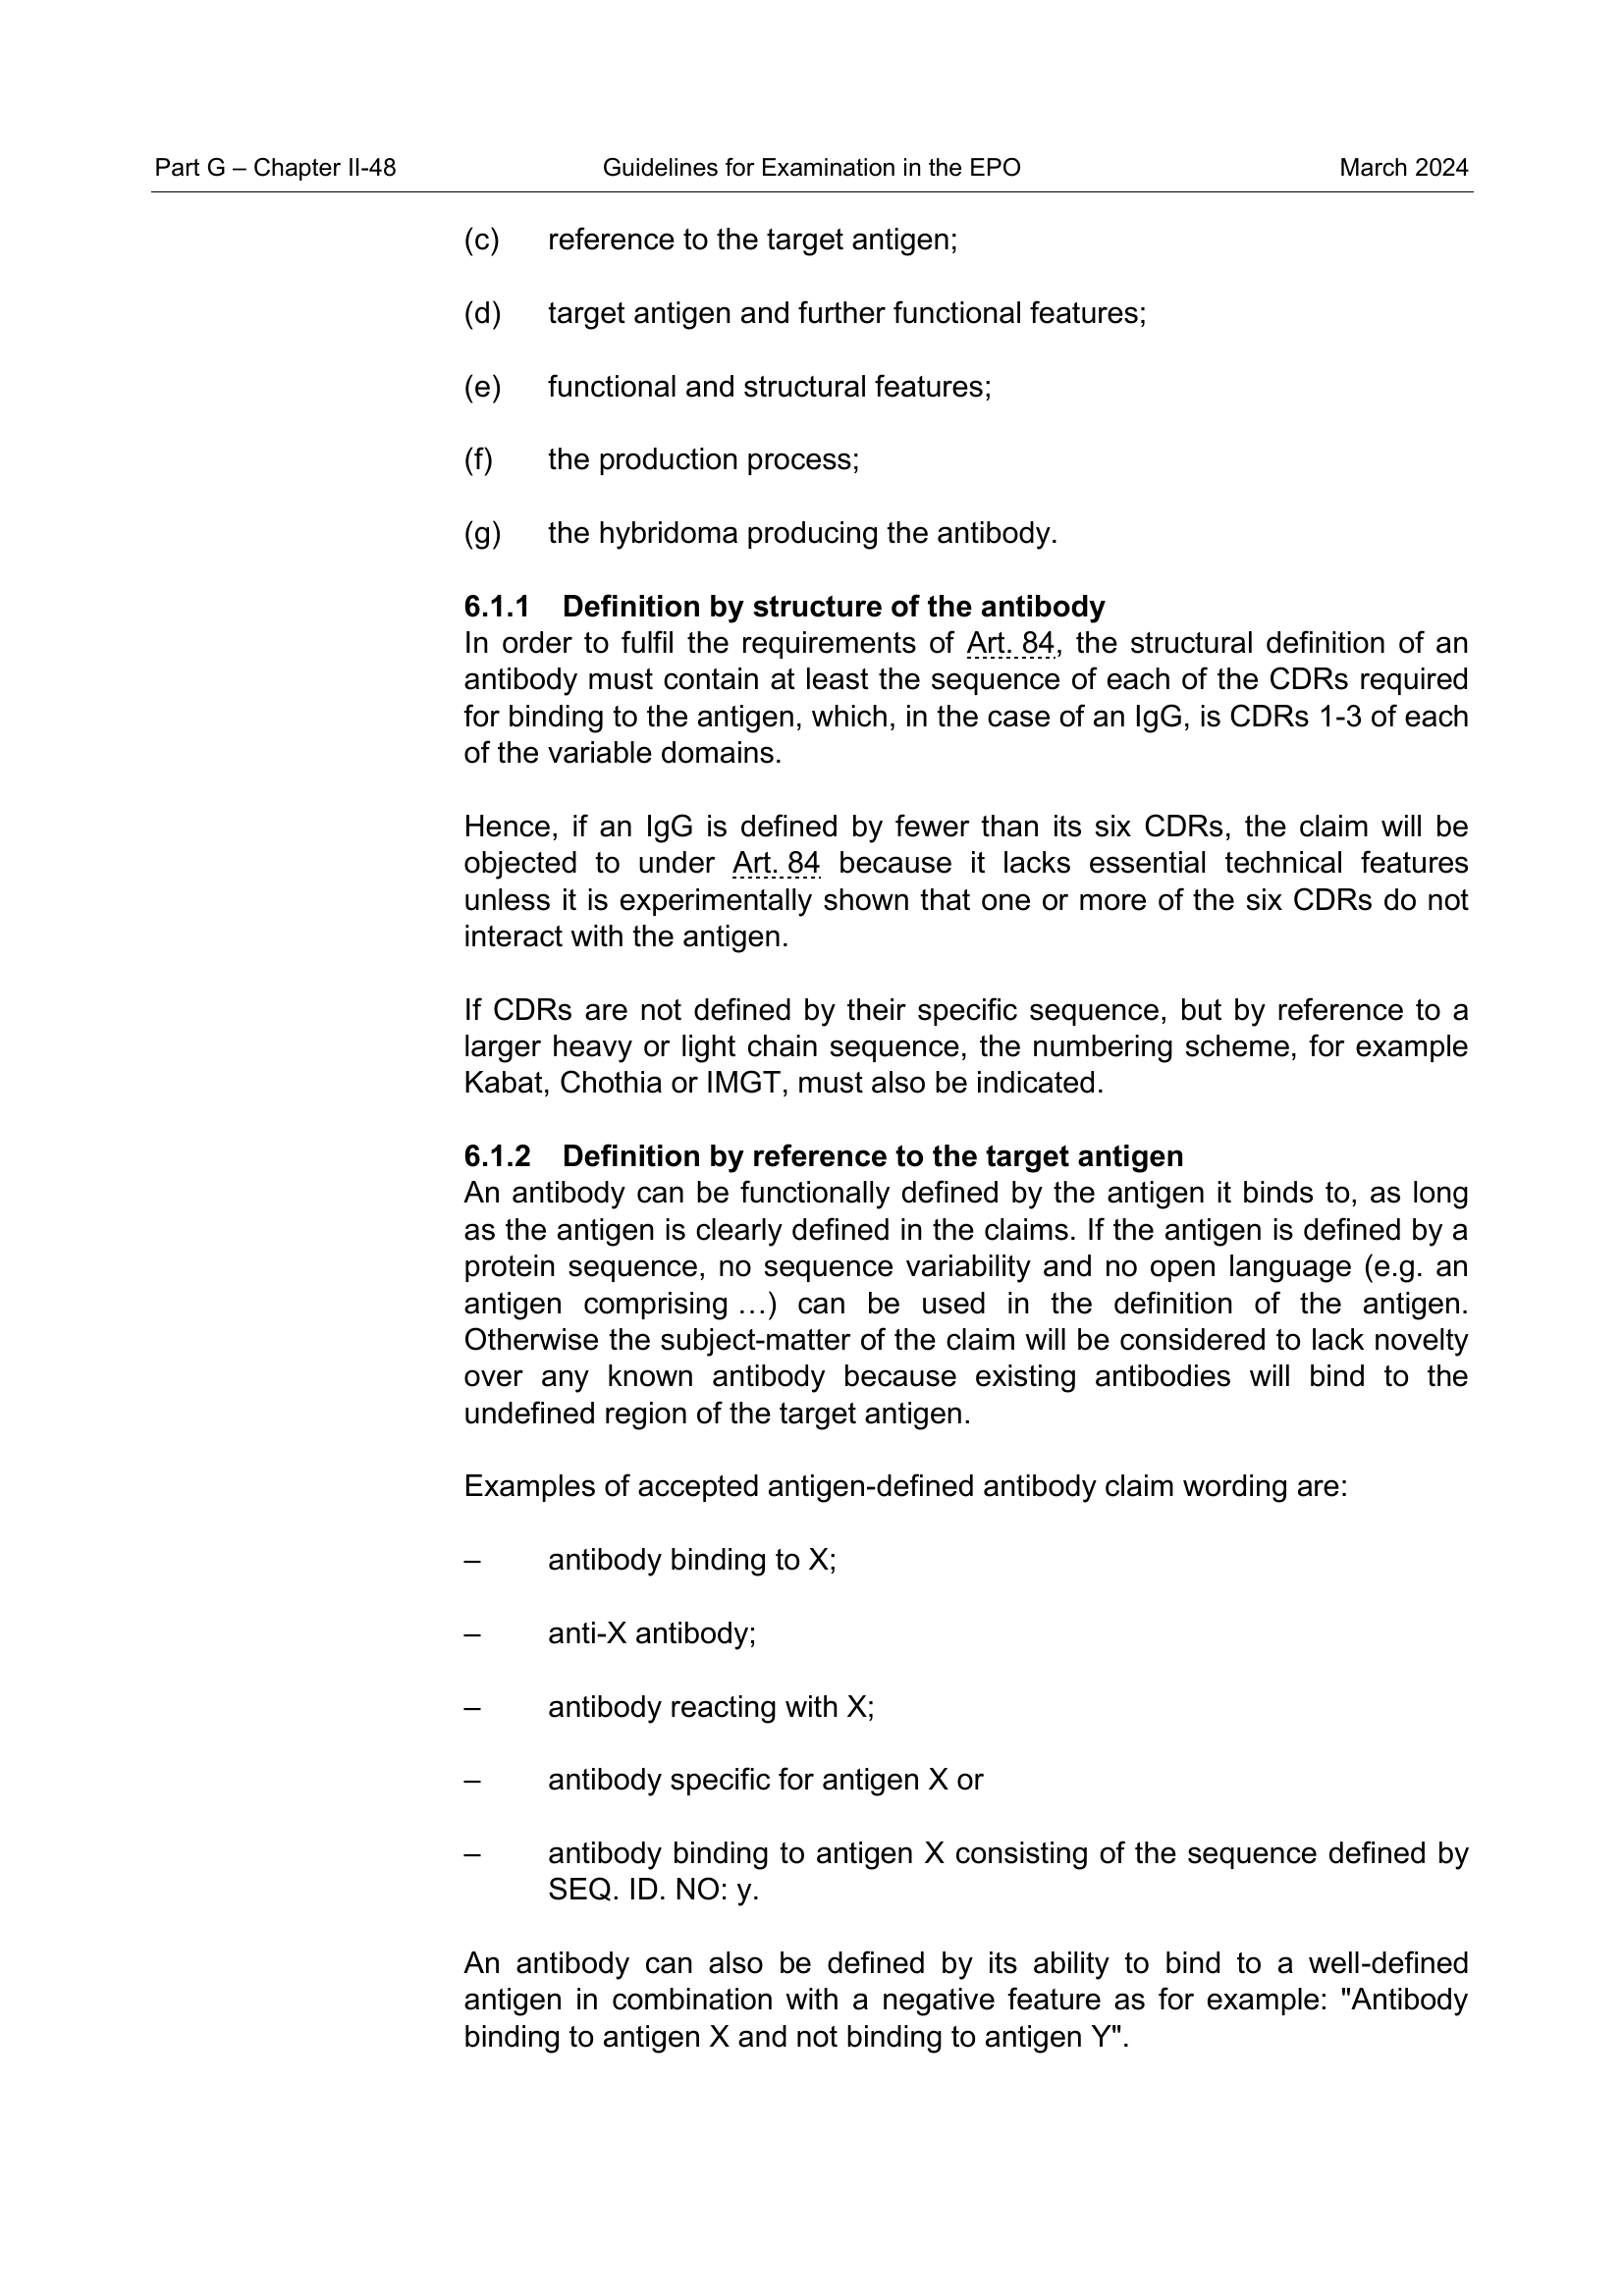 Part G – Chapter II-48 Guidelines for Examination in the EPO March 2024
(c) reference to the target antigen;
(d) target antigen and further functional features;
(e) functional and structural features;
(f) the production process;
(g) the hybridoma producing the antibody.
6.1.1 Definition by structure of the antibody
In order to fulfil the requirements of Art. 84, the structural definition of an
antibody must contain at least the sequence of each of the CDRs required
for binding to the antigen, which, in the case of an IgG, is CDRs 1-3 of each
of the variable domains.
Hence, if an IgG is defined by fewer than its six CDRs, the claim will be
objected to under Art. 84 because it lacks essential technical features
unless it is experimentally shown that one or more of the six CDRs do not
interact with the antigen.
If CDRs are not defined by their specific sequence, but by reference to a
larger heavy or light chain sequence, the numbering scheme, for example
Kabat, Chothia or IMGT, must also be indicated.
6.1.2 Definition by reference to the target antigen
An antibody can be functionally defined by the antigen it binds to, as long
as the antigen is clearly defined in the claims. If the antigen is defined by a
protein sequence, no sequence variability and no open language (e.g. an
antigen comprising …) can be used in the definition of the antigen.
Otherwise the subject-matter of the claim will be considered to lack novelty
over any known antibody because existing antibodies will bind to the
undefined region of the target antigen.
Examples of accepted antigen-defined antibody claim wording are:
– antibody binding to X;
– anti-X antibody;
– antibody reacting with X;
– antibody specific for antigen X or
– antibody binding to antigen X consisting of the sequence defined by
SEQ. ID. NO: y.
An antibody can also be defined by its ability to bind to a well-defined
antigen in combination with a negative feature as for example: "Antibody
binding to antigen X and not binding to antigen Y".